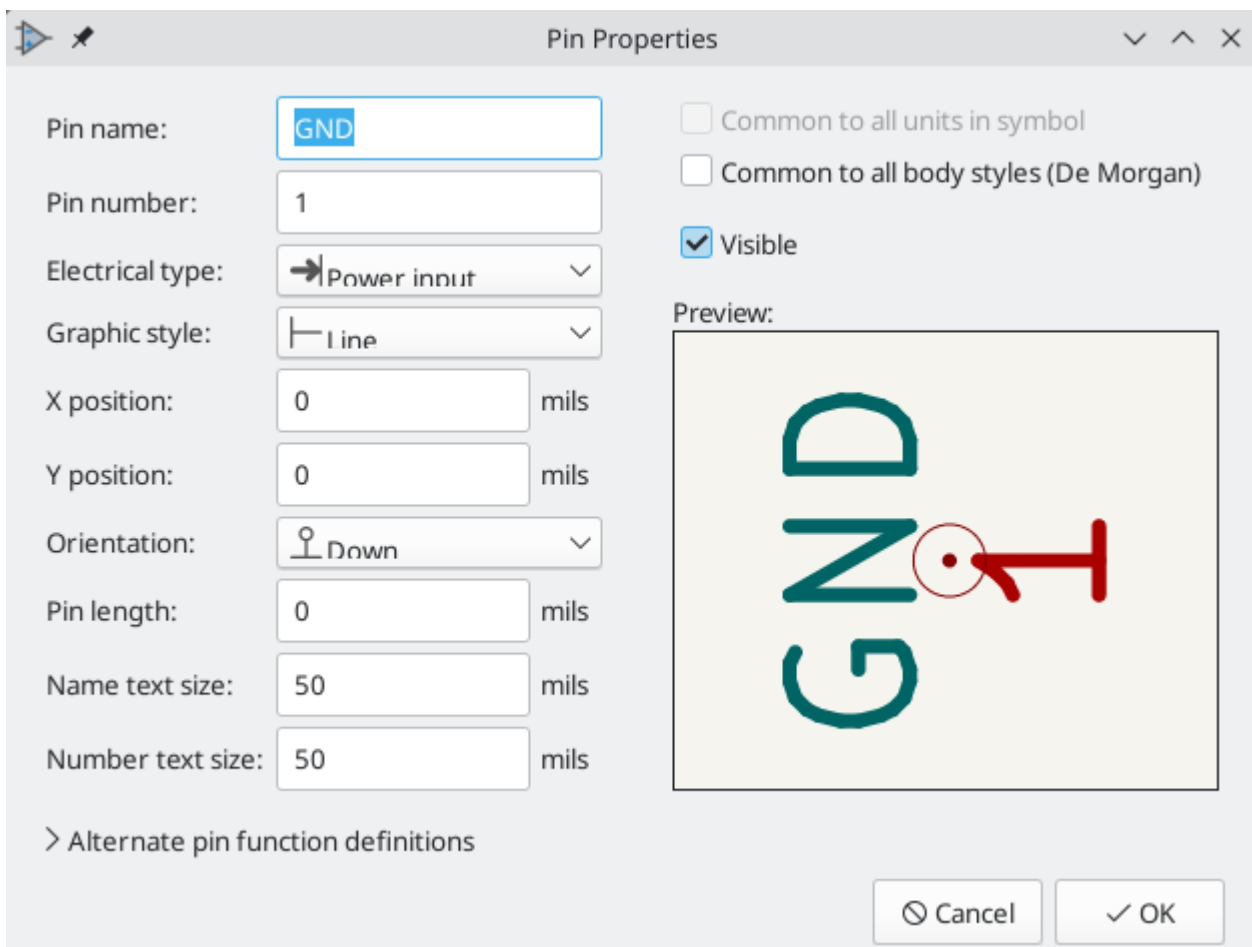 Pin Properties
Pin name: GND
Pin number: 1
Electrical type: Power input
Graphic style: Line
X position: 0 mils
Y position: 0 mils
Orientation: Down
Pin length: 0 mils
Name text size: 50 mils
Number text size: 50 mils
Alternate pin function definitions
Common to all units in symbol
Common to all body styles (De Morgan)
Visible
Preview:
GND
1
Cancel
OK